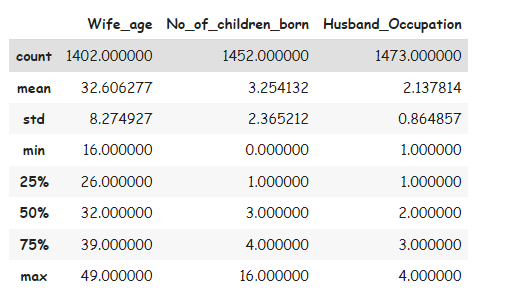 Wife_age No_of_children_born Husband_Occupation
count 1402.000000 1452.000000 1473.000000
mean 32.606277 3.254132 2.137814
std 8.274927 2.365212 0.864857
min 16.000000 0.000000 1.000000
25% 26.000000 1.000000 1.000000
50% 32.000000 3.000000 2.000000
75% 39.000000 4.000000 3.000000
max 49.000000 16.000000 4.000000